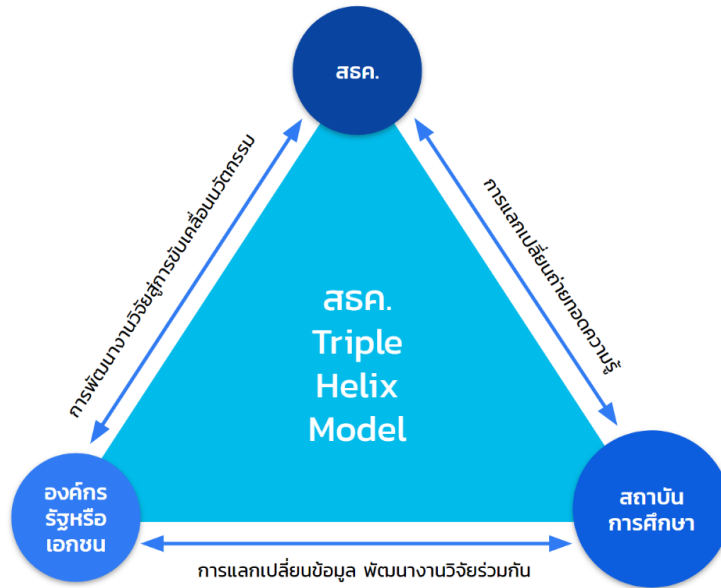 สธค.
การพัฒนางานวิจัยสู่การขับเคลื่อนนวัตกรรม
การแลกเปลี่ยนถ่ายทอดความรู้
สธค.
Triple
Helix
Model
องค์กร
รัฐหรือ
เอกชน
สถาบัน
การศึกษา
การแลกเปลี่ยนข้อมูล พัฒนางานวิจัยร่วมกัน